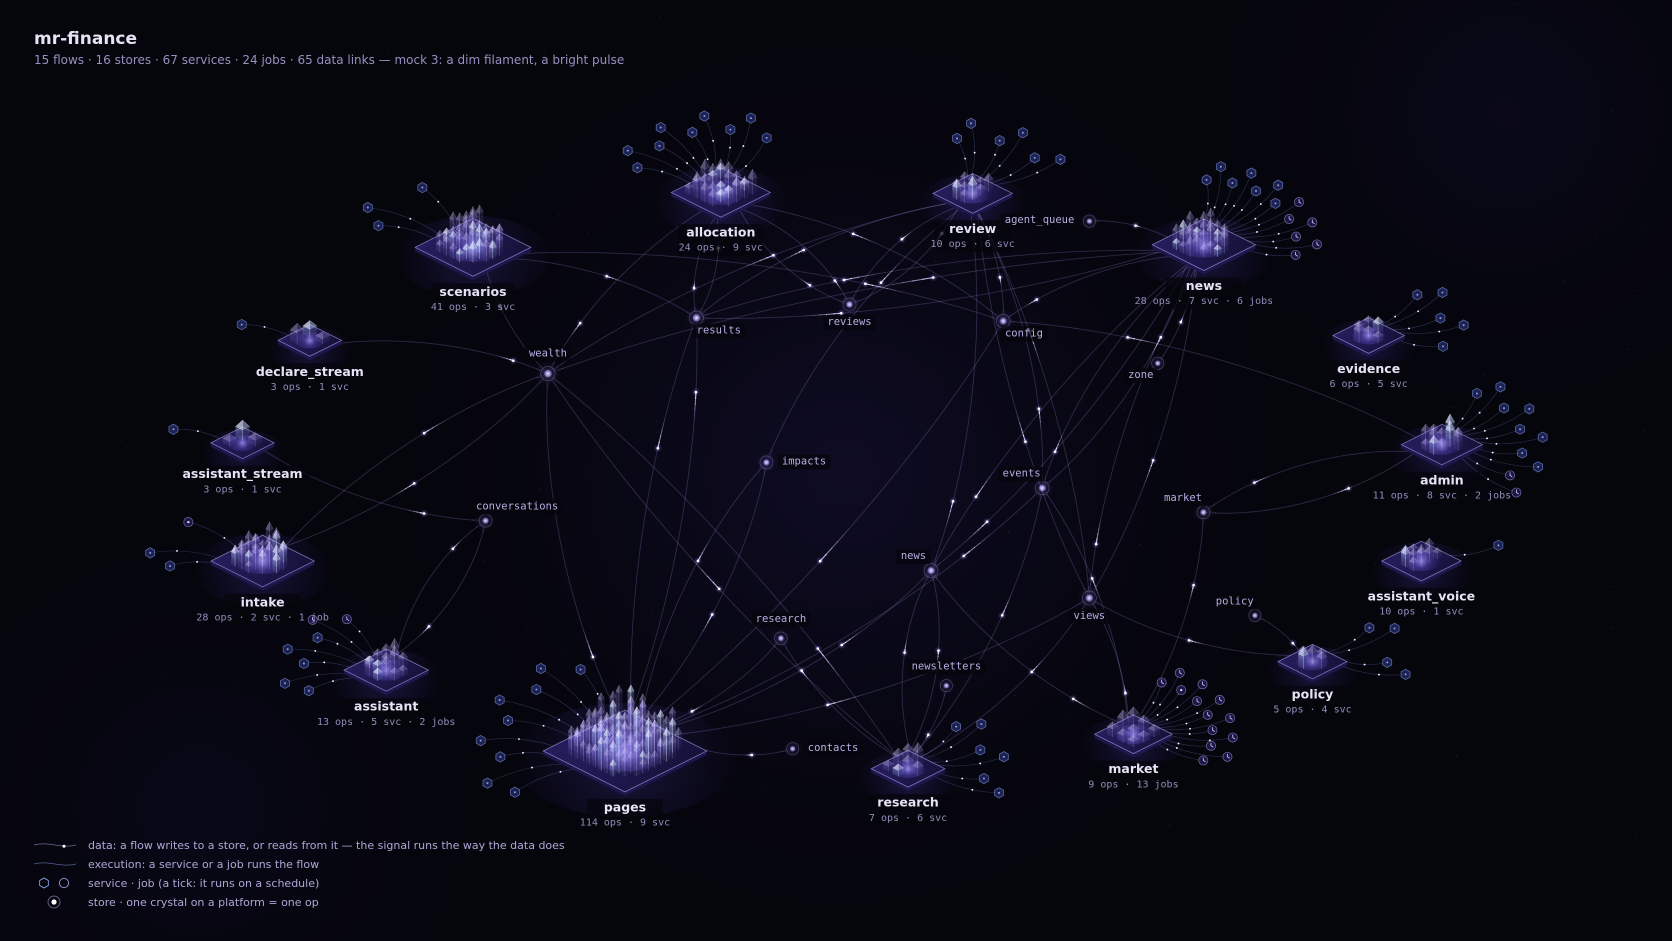 mr-finance
15 flows · 16 stores · 67 services · 24 jobs · 65 data links — mock 3: a dim filament, a bright pulse
allocation
24 ops · 9 svc
review
10 ops · 6 svc
agent_queue
news
28 ops · 7 svc · 6 jobs
scenarios
41 ops · 3 svc
results
reviews
config
declare_stream
3 ops · 1 svc
wealth
zone
evidence
6 ops · 5 svc
assistant_stream
3 ops · 1 svc
impacts
events
admin
11 ops · 8 svc · 2 jobs
conversations
market
intake
28 ops · 2 svc · 1 job
news
assistant_voice
10 ops · 1 svc
research
views
policy
assistant
13 ops · 5 svc · 2 jobs
newsletters
policy
5 ops · 4 svc
contacts
pages
114 ops · 9 svc
research
7 ops · 6 svc
market
9 ops · 13 jobs
data: a flow writes to a store, or reads from it — the signal runs the way the data does
execution: a service or a job runs the flow
service · job (a tick: it runs on a schedule)
store · one crystal on a platform = one op